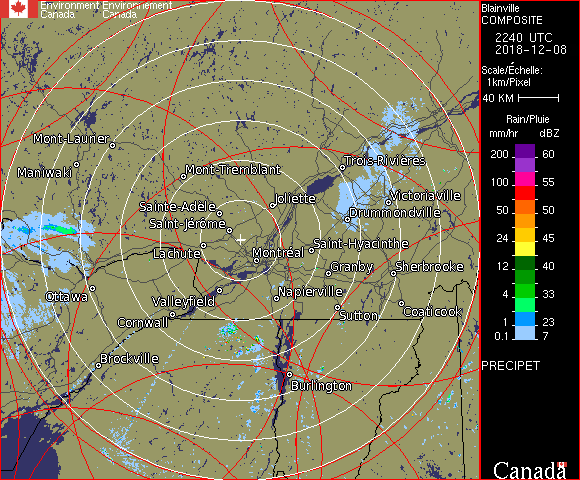 Environment Environnement
Canada Canada
Blainville
COMPOSITE
2240 UTC
2018-12-08
Scale/Échelle:
1km/Pixel
40 KM
Rain/Pluie
mm/hr dBZ
200 60
100 55
50 50
24 45
12 40
4 33
1 23
0.1 7
PRECIPET
Canada
Mont-Laurier
Maniwaki
Mont-Tremblant
Trois-Rivières
Joliette
Victoriaville
Sainte-Adèle
Drummondville
Saint-Jérôme
Saint-Hyacinthe
Lachute
Montréal
Granby
Sherbrooke
Ottawa
Valleyfield
Napierville
Cornwall
Sutton
Coaticook
Brockville
Burlington